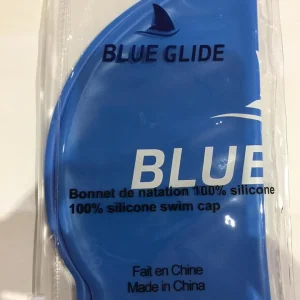 BLUE GLIDE
BLUE
Bonnet de natation 100% silicone
100% silicone swim cap
Fait en Chine
Made in China